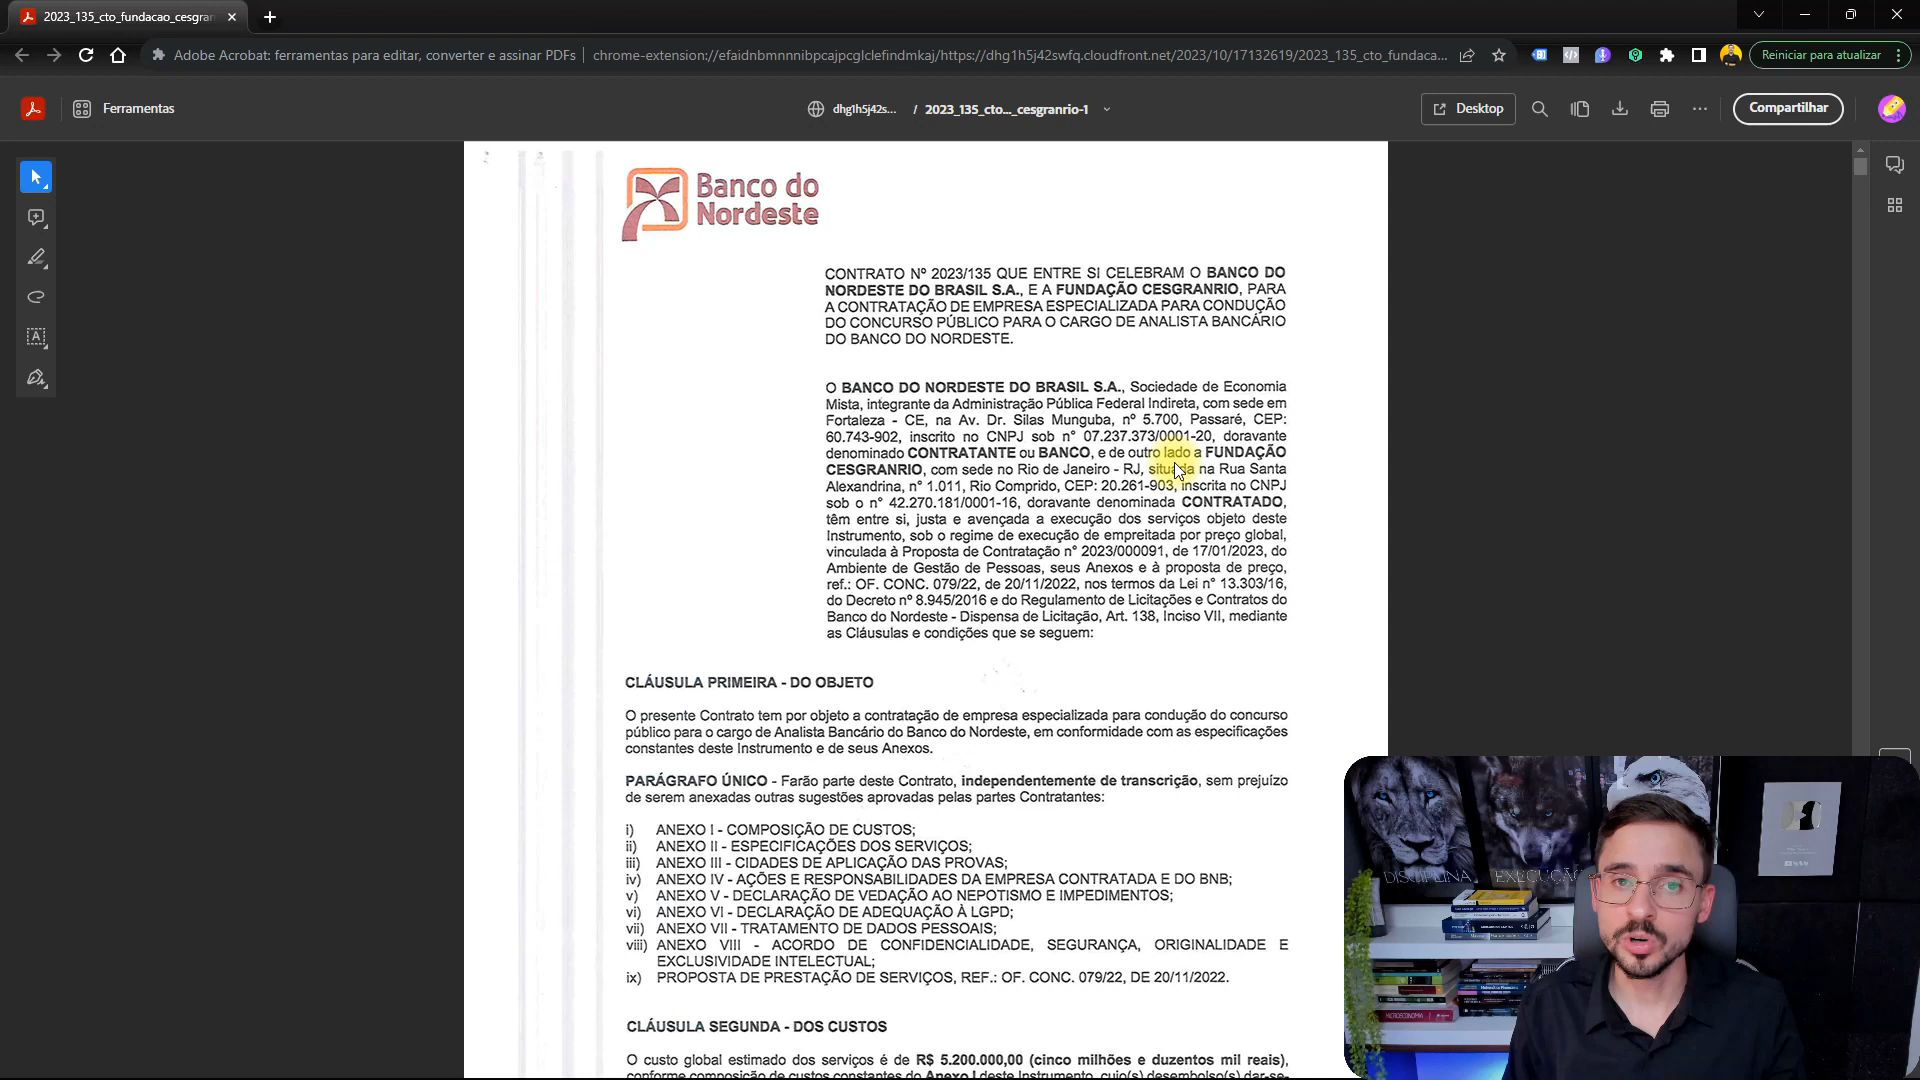 2023_135_cto_fundacao_cesgran
Adobe Acrobat: ferramentas para editar, converter e assinar PDFs
chrome-extension://efaidnbmnnnibpcajpcglclefindmkaj/https://dhg1h5j42swfq.cloudfront.net/2023/10/17132619/2023_135_cto_fundaca...
Reiniciar para atualizar
Ferramentas
dhg1h5j42s...
/ 2023_135_cto..._cesgranrio-1
Desktop
Compartilhar
Banco do
Nordeste
CONTRATO Nº 2023/135 QUE ENTRE SI CELEBRAM O BANCO DO
NORDESTE DO BRASIL S.A., E A FUNDAÇÃO CESGRANRIO, PARA
A CONTRATAÇÃO DE EMPRESA ESPECIALIZADA PARA CONDUÇÃO
DO CONCURSO PÚBLICO PARA O CARGO DE ANALISTA BANCÁRIO
DO BANCO DO NORDESTE.
O BANCO DO NORDESTE DO BRASIL S.A., Sociedade de Economia
Mista, integrante da Administração Pública Federal Indireta, com sede em
Fortaleza - CE, na Av. Dr. Silas Munguba, nº 5.700, Passaré, CEP:
60.743-902, inscrito no CNPJ sob n° 07.237.373/0001-20, doravante
denominado CONTRATANTE ou BANCO, e de outro lado a FUNDAÇÃO
CESGRANRIO, com sede no Rio de Janeiro - RJ, situada na Rua Santa
Alexandrina, n° 1.011, Rio Comprido, CEP: 20.261-903, inscrita no CNPJ
sob o n° 42.270.181/0001-16, doravante denominada CONTRATADO,
têm entre si, justa e avençada a execução dos serviços objeto deste
Instrumento, sob o regime de execução de empreitada por preço global,
vinculada à Proposta de Contratação n° 2023/000091, de 17/01/2023, do
Ambiente de Gestão de Pessoas, seus Anexos e à proposta de preço,
ref.: OF. CONC. 079/22, de 20/11/2022, nos termos da Lei n° 13.303/16,
do Decreto nº 8.945/2016 e do Regulamento de Licitações e Contratos do
Banco do Nordeste - Dispensa de Licitação, Art. 138, Inciso VII, mediante
as Cláusulas e condições que se seguem:
CLÁUSULA PRIMEIRA - DO OBJETO
O presente Contrato tem por objeto a contratação de empresa especializada para condução do concurso
público para o cargo de Analista Bancário do Banco do Nordeste, em conformidade com as especificações
constantes deste Instrumento e de seus Anexos.
PARÁGRAFO ÚNICO - Farão parte deste Contrato, independentemente de transcrição, sem prejuízo
de serem anexadas outras sugestões aprovadas pelas partes Contratantes:
i) ANEXO I - COMPOSIÇÃO DE CUSTOS;
ii) ANEXO II - ESPECIFICAÇÕES DOS SERVIÇOS;
iii) ANEXO III - CIDADES DE APLICAÇÃO DAS PROVAS;
iv) ANEXO IV - AÇÕES E RESPONSABILIDADES DA EMPRESA CONTRATADA E DO BNB;
v) ANEXO V - DECLARAÇÃO DE VEDAÇÃO AO NEPOTISMO E IMPEDIMENTOS;
vi) ANEXO VI - DECLARAÇÃO DE ADEQUAÇÃO À LGPD;
vii) ANEXO VII - TRATAMENTO DE DADOS PESSOAIS;
viii) ANEXO VIII - ACORDO DE CONFIDENCIALIDADE, SEGURANÇA, ORIGINALIDADE E
EXCLUSIVIDADE INTELECTUAL;
ix) PROPOSTA DE PRESTAÇÃO DE SERVIÇOS, REF.: OF. CONC. 079/22, DE 20/11/2022.
CLÁUSULA SEGUNDA - DOS CUSTOS
O custo global estimado dos serviços é de R$ 5.200.000,00 (cinco milhões e duzentos mil reais),
conforme composição de custos constantes do Anexo I deste Instrumento, cujo(s) desembolso(s) dar-se-
DISCIPLINA
EXECUÇÃO